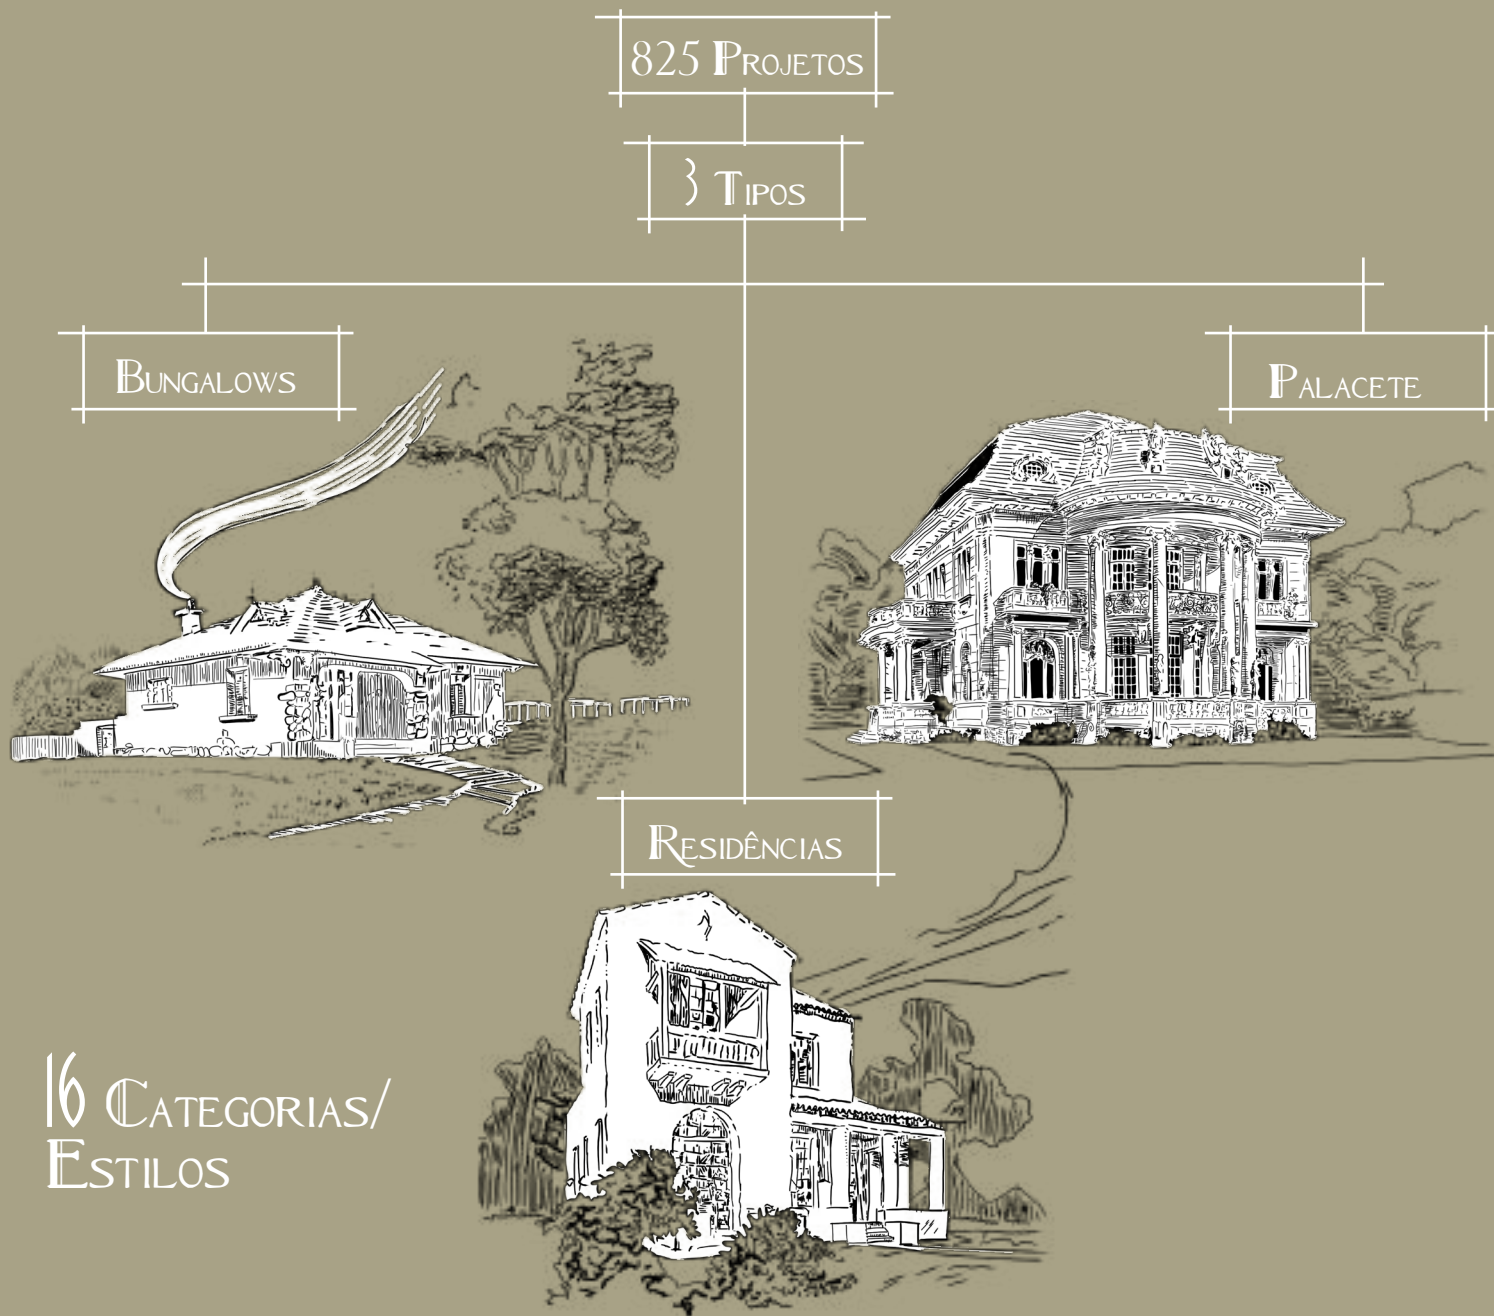 825 Projetos
3 Tipos
Bungalows
Palacete
Residências
16 Categorias/
Estilos